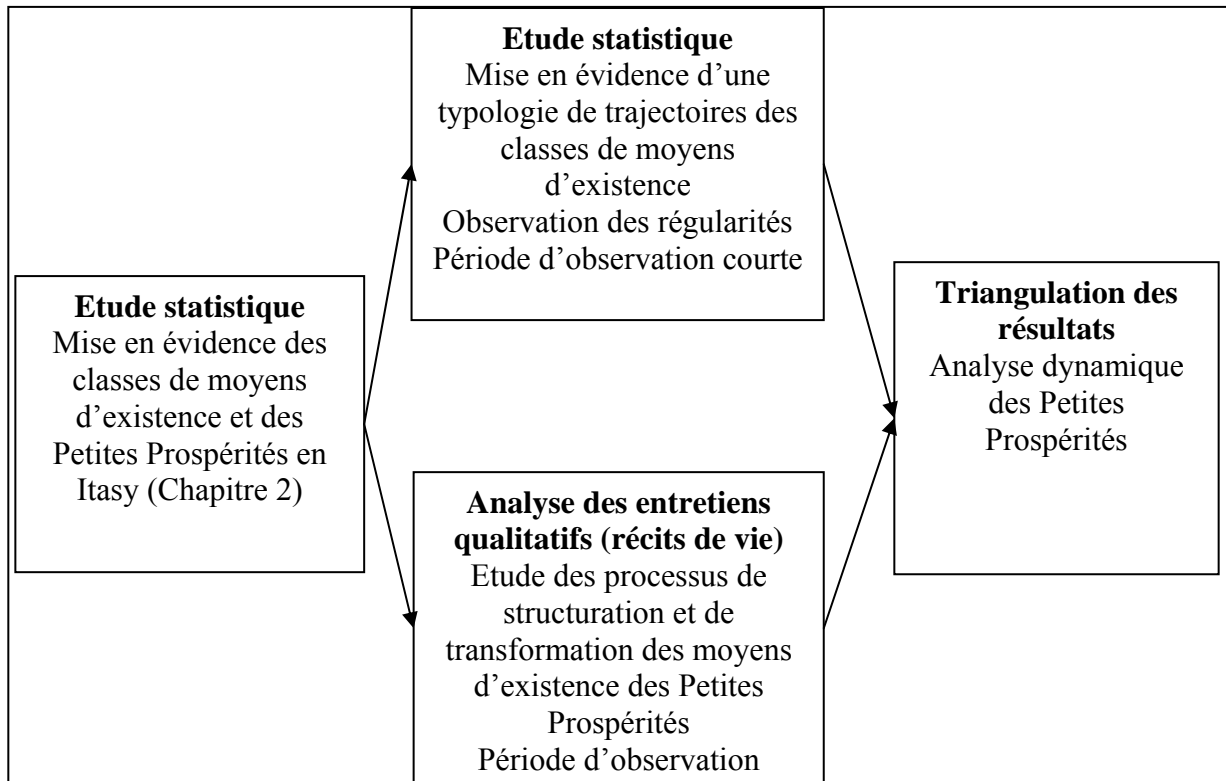 Etude statistique
Mise en évidence des
classes de moyens
d’existence et des
Petites Prospérités en
Itasy (Chapitre 2)
Etude statistique
Mise en évidence d’une
typologie de trajectoires des
classes de moyens
d’existence
Observation des régularités
Période d’observation courte
Analyse des entretiens
qualitatifs (récits de vie)
Etude des processus de
structuration et de
transformation des moyens
d’existence des Petites
Prospérités
Période d’observation
Triangulation des
résultats
Analyse dynamique
des Petites
Prospérités